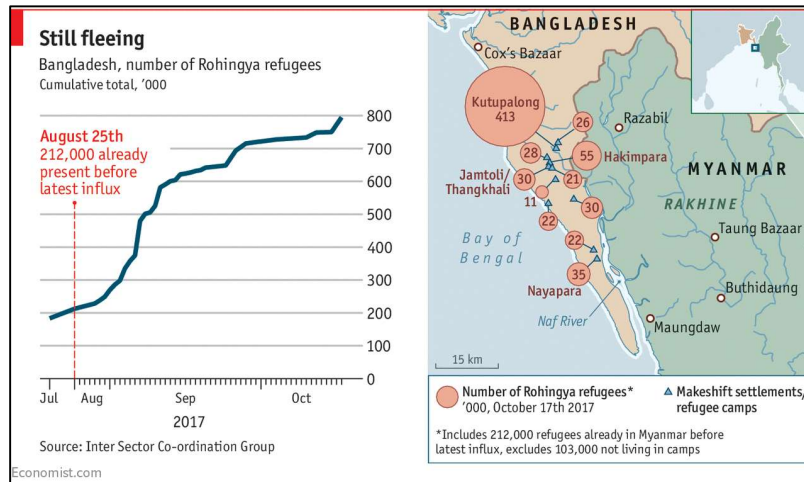 Still fleeing
Bangladesh, number of Rohingya refugees
Cumulative total, ’000
August 25th
212,000 already
present before
latest influx
800
700
600
500
400
300
200
100
0
Jul
Aug
Sep
Oct
2017
Source: Inter Sector Co-ordination Group
Economist.com
BANGLADESH
Cox’s Bazaar
Kutupalong
413
26
Razabil
28
55
Hakimpara
MYANMAR
Jamtoli/
Thangkhali
30
21
11
30
RAKHINE
22
Taung Bazaar
Bay of
Bengal
22
35
Nayapara
Buthidaung
Naf River
Maungdaw
15 km
Number of Rohingya refugees*
’000, October 17th 2017
Makeshift settlements/
refugee camps
*Includes 212,000 refugees already in Myanmar before
latest influx, excludes 103,000 not living in camps